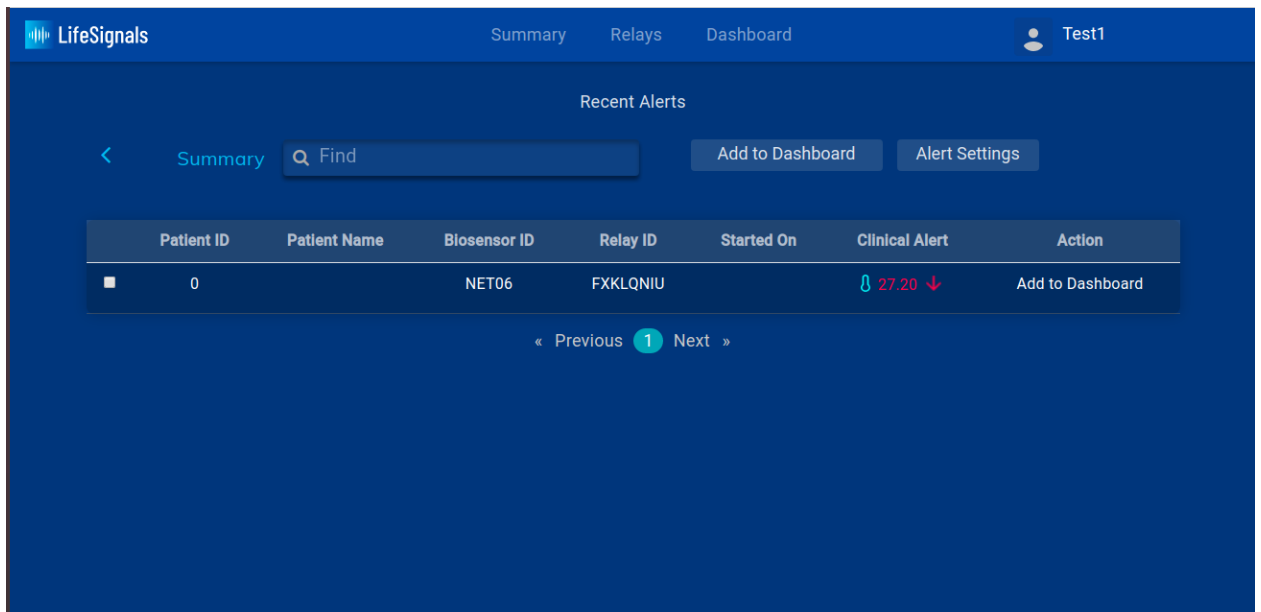 LifeSignals Summary Relays Dashboard Test1
Recent Alerts
Summary Find Add to Dashboard Alert Settings
Patient ID Patient Name Biosensor ID Relay ID Started On Clinical Alert Action
0 NET06 FXKLQNIU 27.20 Add to Dashboard
« Previous 1 Next »